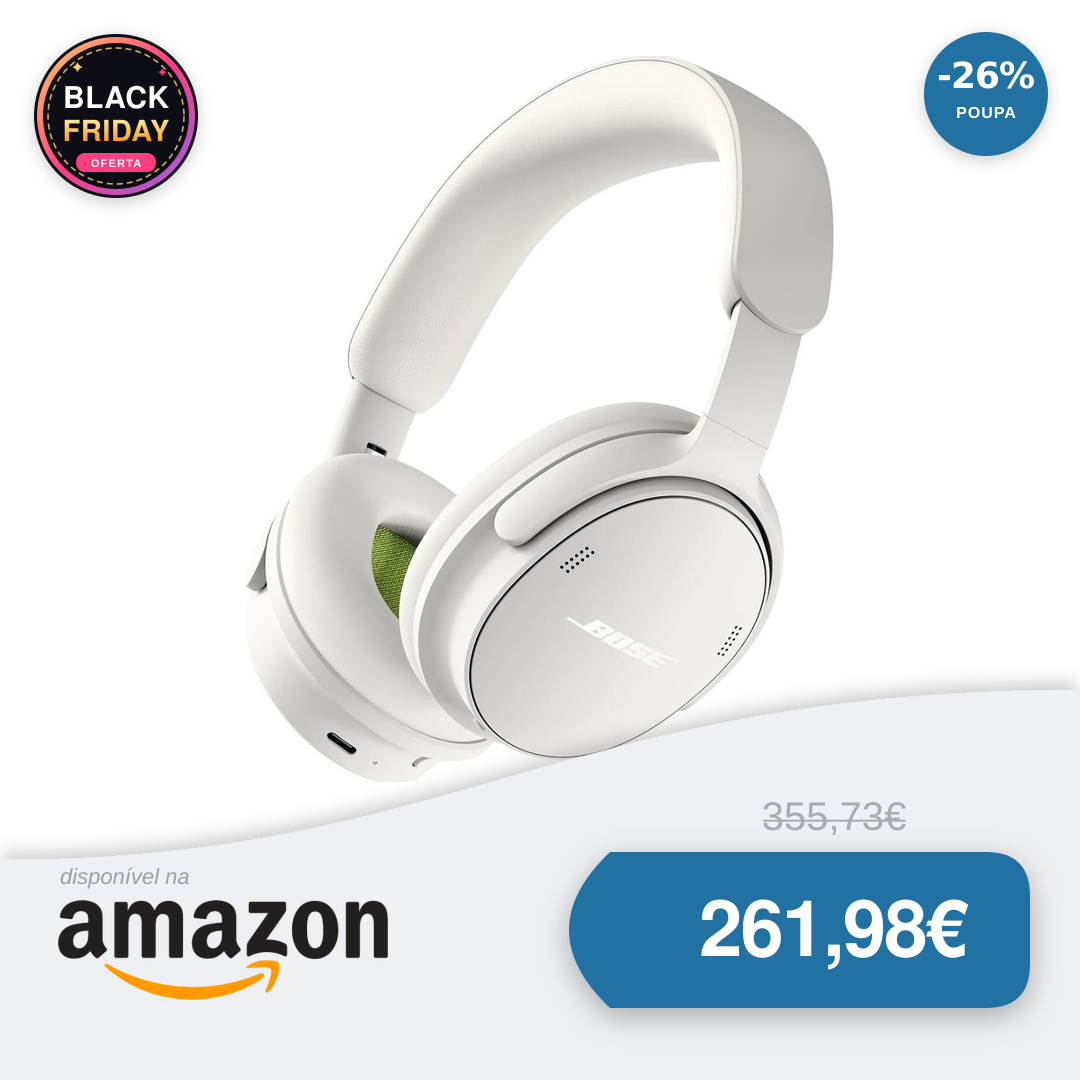 BLACK
FRIDAY
OFERTA
-26%
POUPA
BOSE
355,73€
disponível na
amazon
261,98€